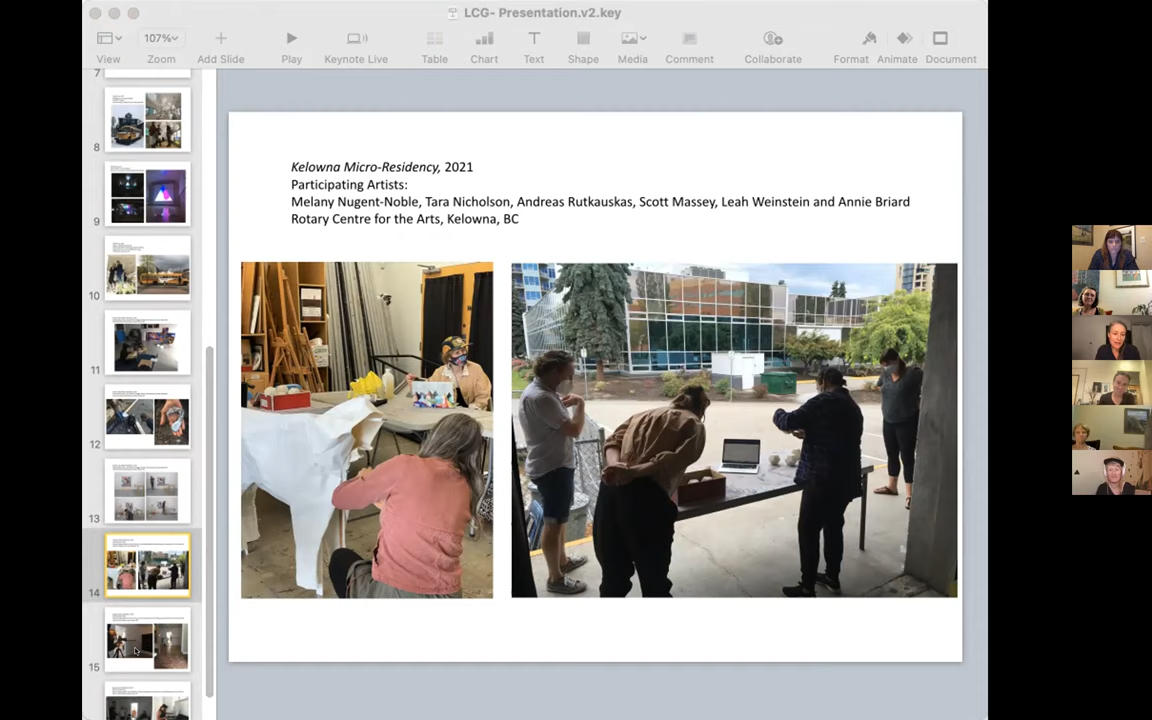 LCG- Presentation.v2.key
107%
View
Zoom
Add Slide
Play
Keynote Live
Table
Chart
Text
Shape
Media
Comment
Collaborate
Format
Animate
Document
7
8
9
10
11
12
13
14
15
Kelowna Micro-Residency, 2021
Participating Artists:
Melany Nugent-Noble, Tara Nicholson, Andreas Rutkauskas, Scott Massey, Leah Weinstein and Annie Briard
Rotary Centre for the Arts, Kelowna, BC